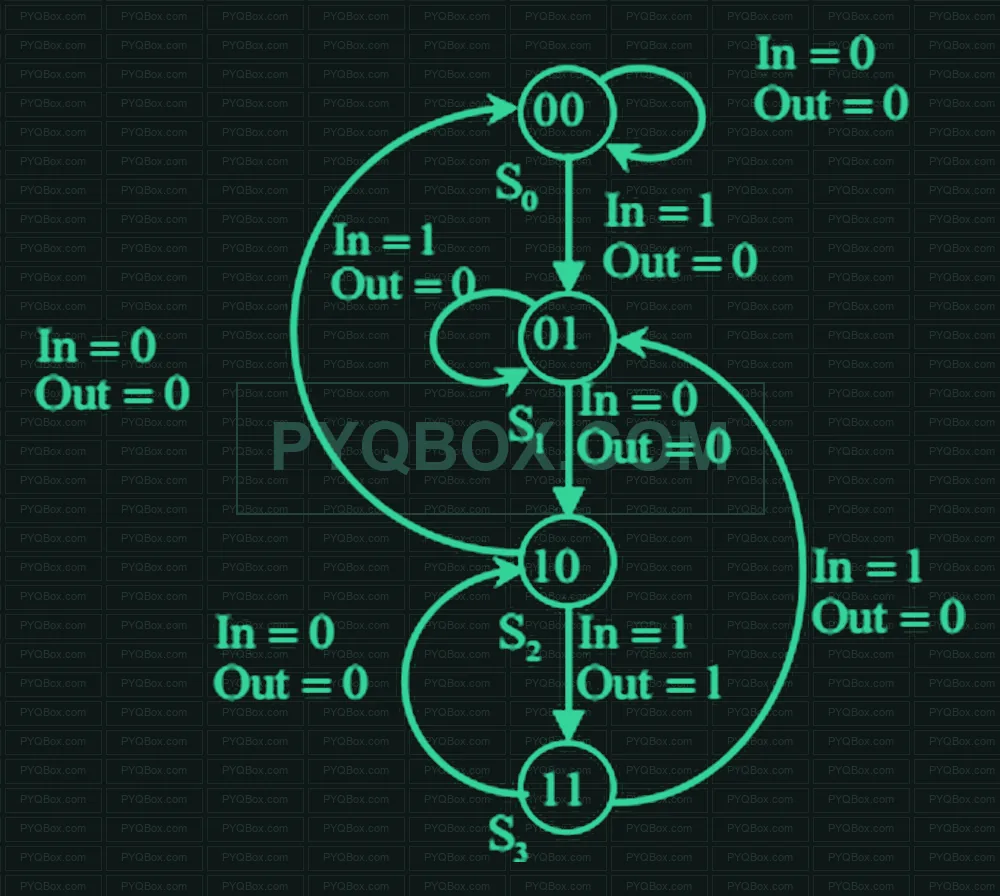 In = 0
Out = 0
00
S0
In = 1
Out = 0
In = 1
Out = 0
01
In = 0
Out = 0
S1
In = 0
Out = 0
PYQBOX.COM
10
In = 1
Out = 0
In = 0
Out = 0
S2
In = 1
Out = 1
11
S3
PYQBox.com